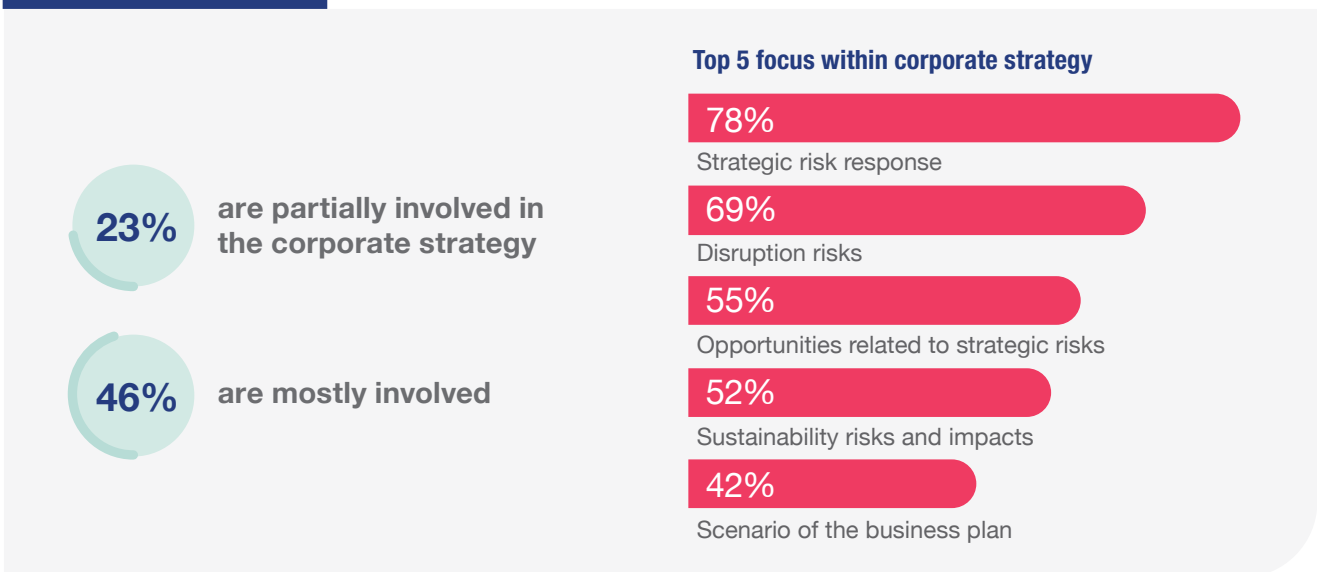 23%
are partially involved in
the corporate strategy
46%
are mostly involved
Top 5 focus within corporate strategy
78%
Strategic risk response
69%
Disruption risks
55%
Opportunities related to strategic risks
52%
Sustainability risks and impacts
42%
Scenario of the business plan